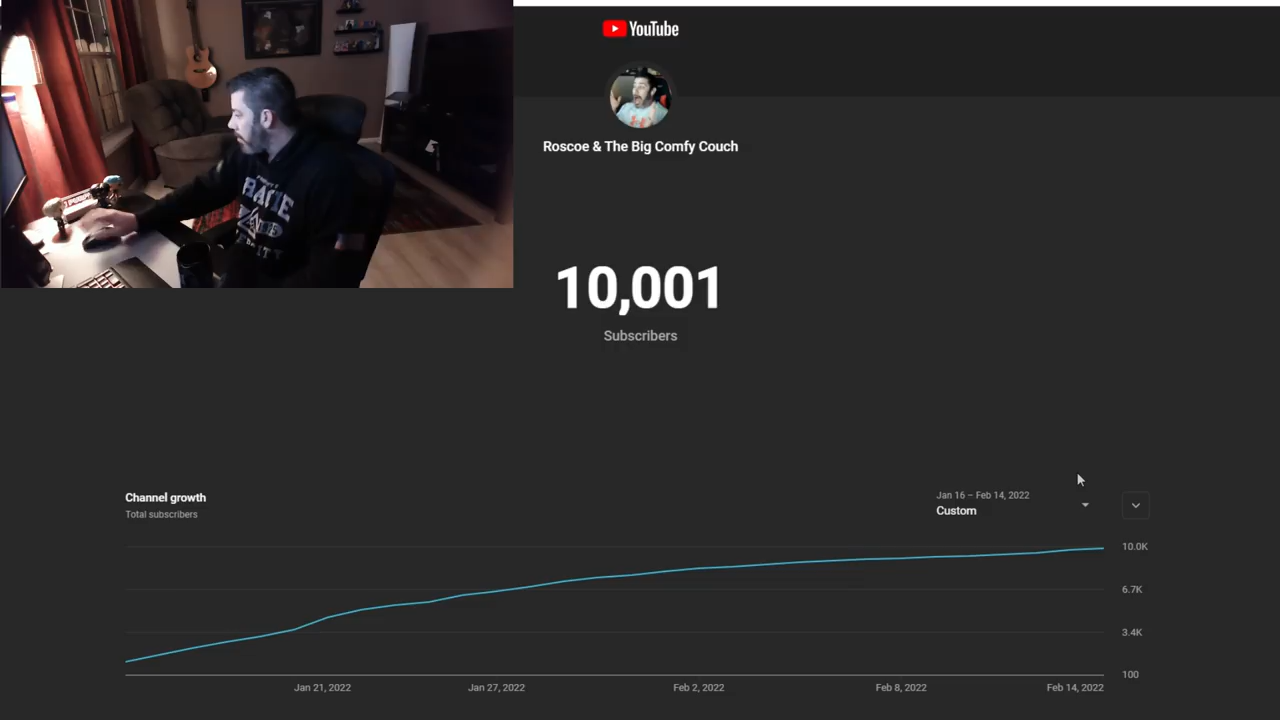 YouTube
Roscoe & The Big Comfy Couch
10,001
Subscribers
Channel growth
Total subscribers
Jan 16 – Feb 14, 2022
Custom
10.0K
6.7K
3.4K
100
Jan 21, 2022
Jan 27, 2022
Feb 2, 2022
Feb 8, 2022
Feb 14, 2022